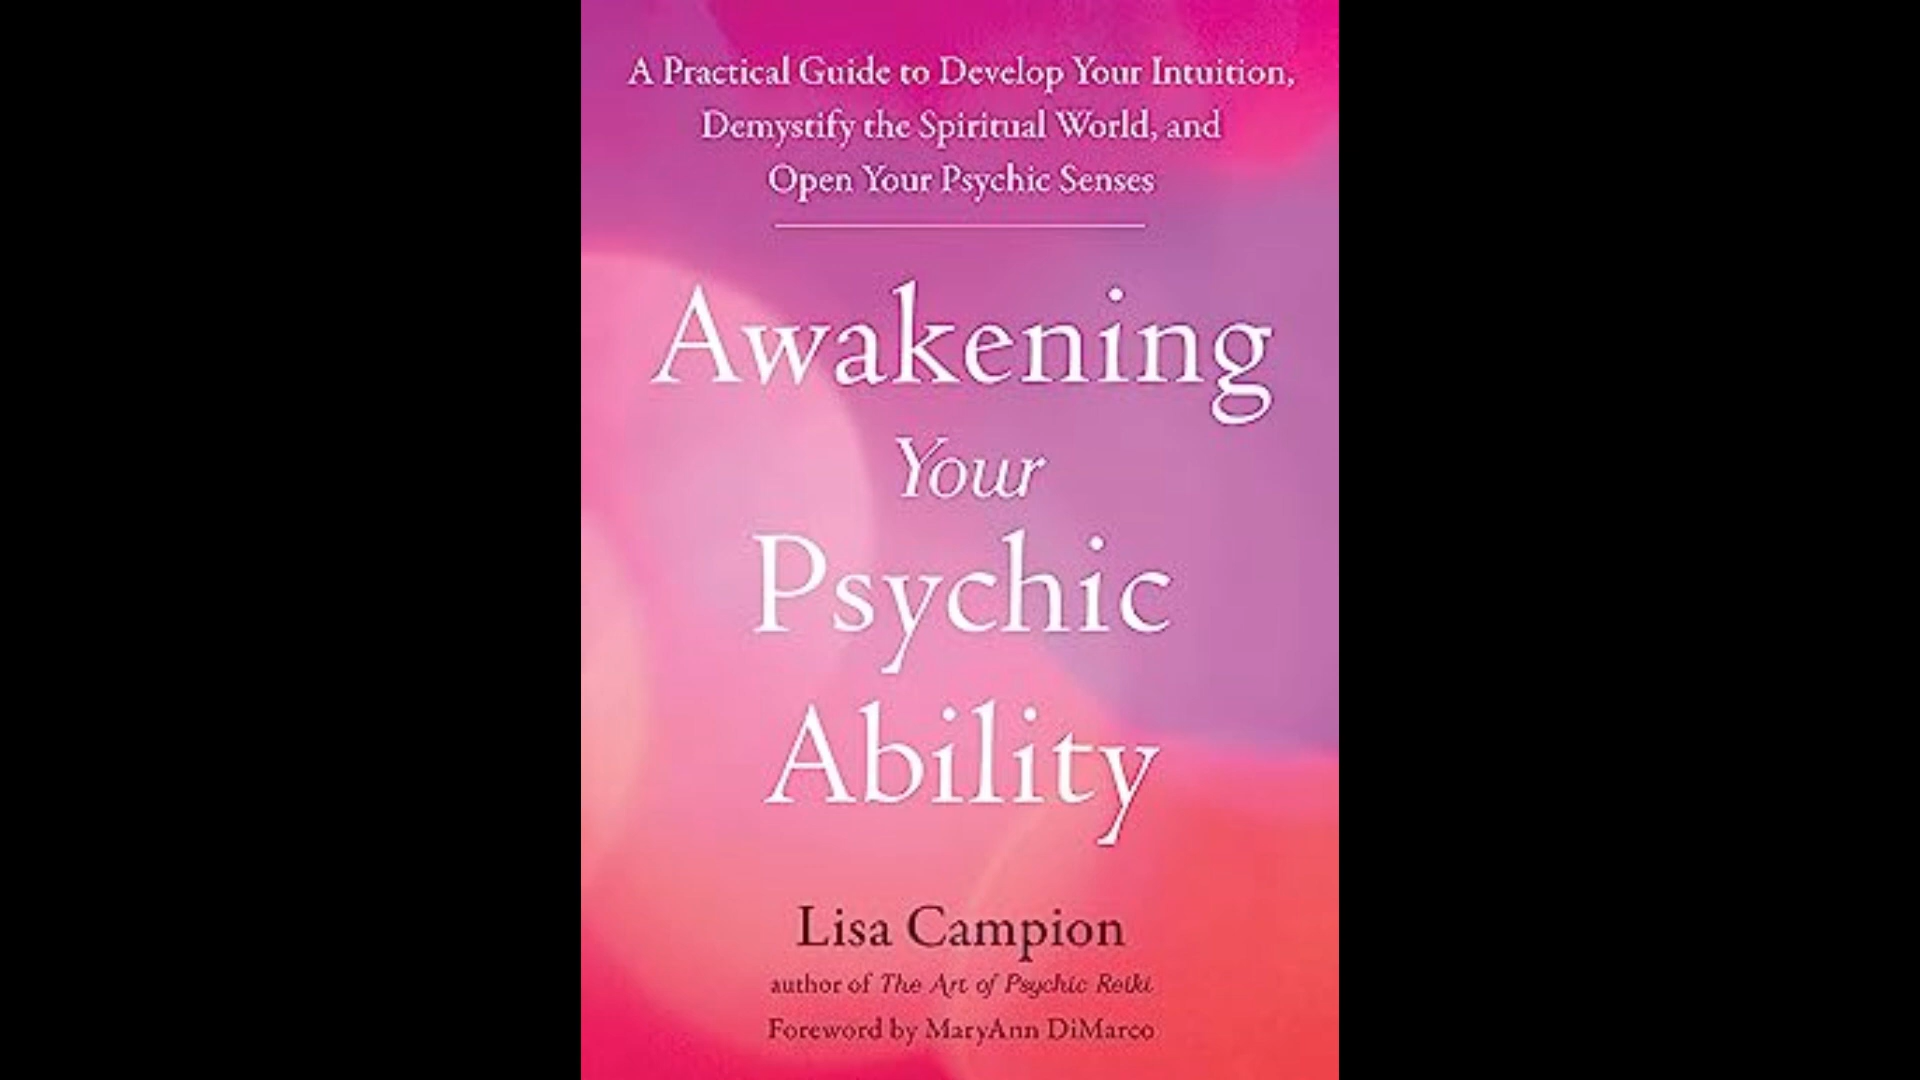 A Practical Guide to Develop Your Intuition,
Demystify the Spiritual World, and
Open Your Psychic Senses
Awakening
Your
Psychic
Ability
Lisa Campion
author of The Art of Psychic Reiki
Foreword by MaryAnn DiMarco